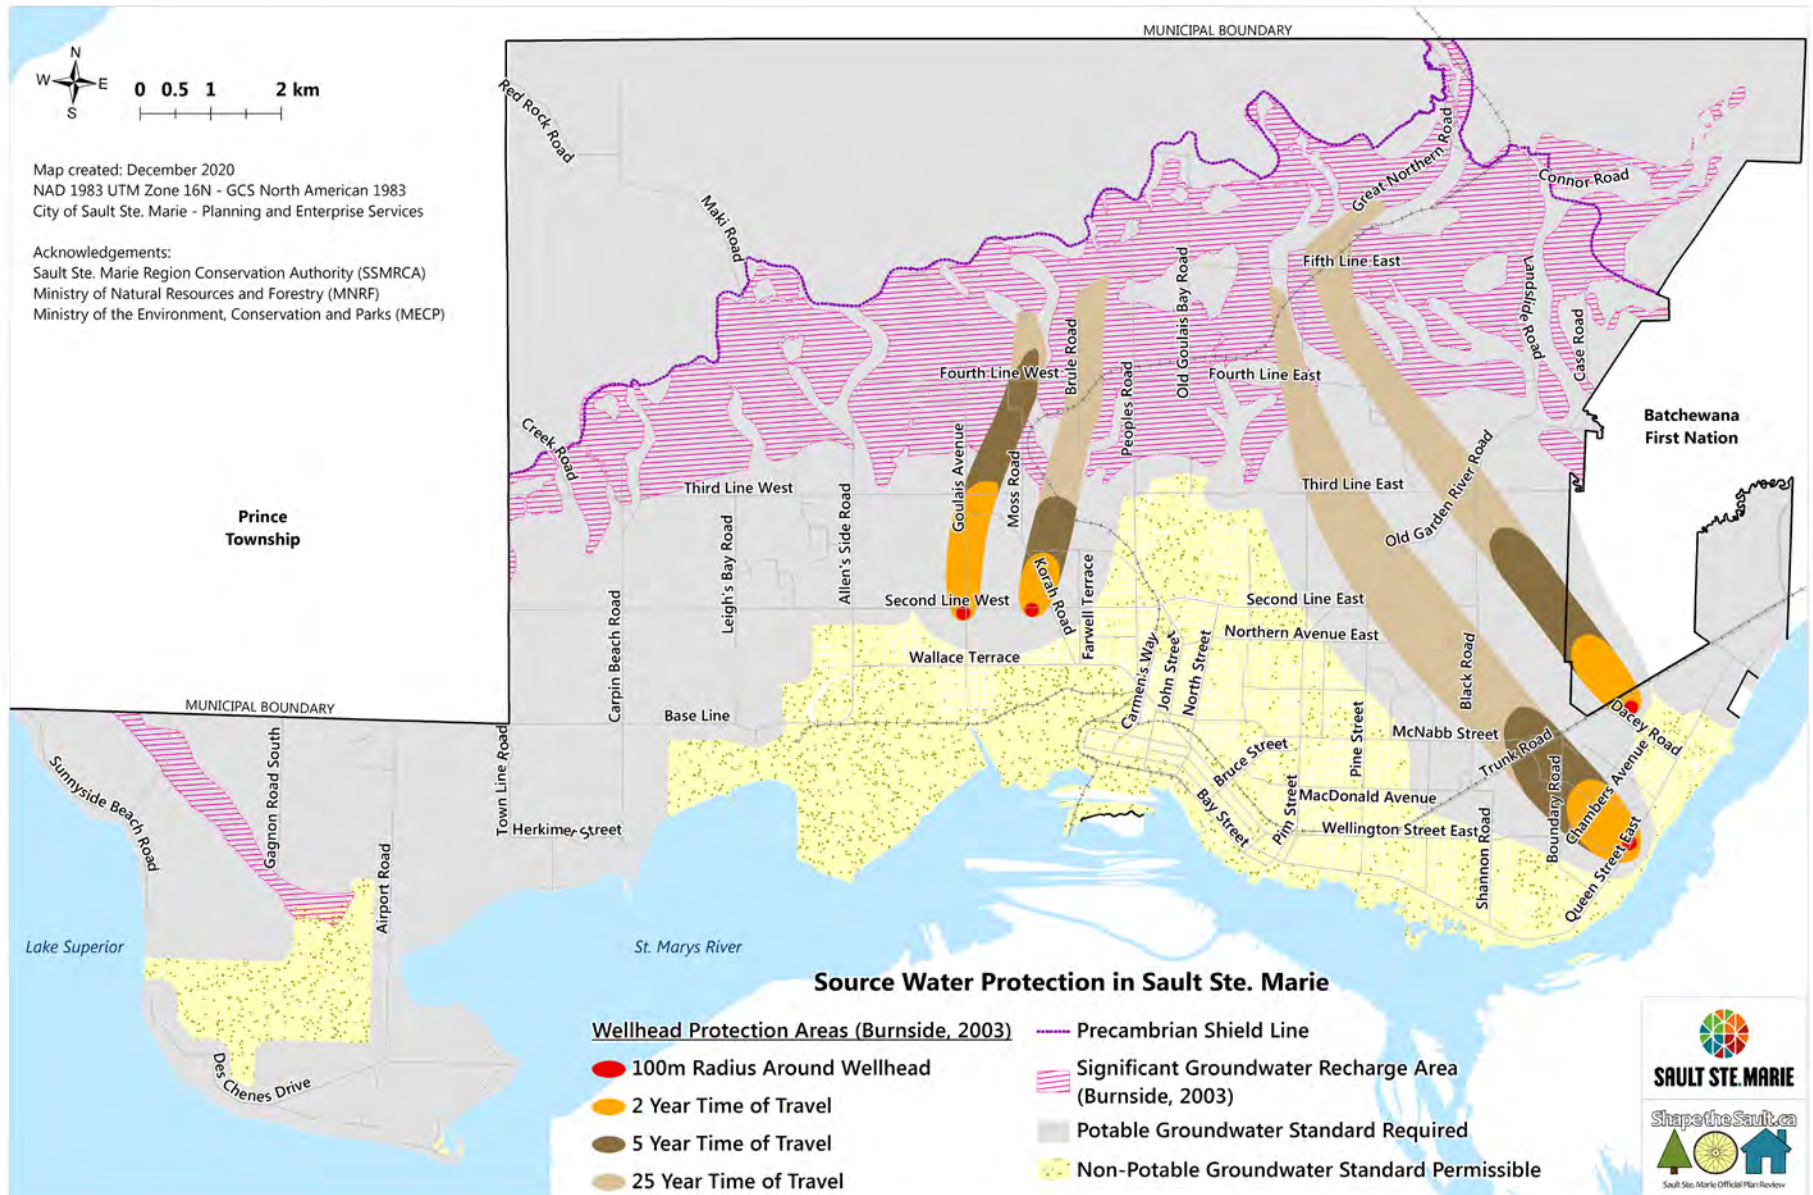 MUNICIPAL BOUNDARY
N
W
E
S
0 0.5 1 2 km
Map created: December 2020
NAD 1983 UTM Zone 16N - GCS North American 1983
City of Sault Ste. Marie - Planning and Enterprise Services
Acknowledgements:
Sault Ste. Marie Region Conservation Authority (SSMRCA)
Ministry of Natural Resources and Forestry (MNRF)
Ministry of the Environment, Conservation and Parks (MECP)
Red Rock Road
Maki Road
Great Northern Road
Connor Road
Old Goulais Bay Road
Fifth Line East
Landslide Road
Case Road
Brule Road
Peoples Road
Fourth Line West
Fourth Line East
Creek Road
Goulais Avenue
Moss Road
Batchewana
First Nation
Third Line West
Third Line East
Old Garden River Road
Prince
Township
Leigh's Bay Road
Allen's Side Road
Korah Road
Farwell Terrace
Second Line West
Second Line East
Carpin Beach Road
Northern Avenue East
Wallace Terrace
Carmen's Way
John Street
North Street
Black Road
MUNICIPAL BOUNDARY
Base Line
Town Line Road
Pine Street
McNabb Street
Trunk Road
Dacey Road
Bruce Street
Sunnyside Beach Road
Gagnon Road South
Airport Road
Herkimer Street
Bay Street
Pim Street
MacDonald Avenue
Wellington Street East
Shannon Road
Boundary Road
Chambers Avenue
Queen Street East
Lake Superior
St. Marys River
Des Chenes Drive
Source Water Protection in Sault Ste. Marie
Wellhead Protection Areas (Burnside, 2003)
100m Radius Around Wellhead
2 Year Time of Travel
5 Year Time of Travel
25 Year Time of Travel
Precambrian Shield Line
Significant Groundwater Recharge Area
(Burnside, 2003)
Potable Groundwater Standard Required
Non-Potable Groundwater Standard Permissible
SAULT STE.MARIE
ShapetheSault.ca
Sault Ste. Marie Official Plan Review